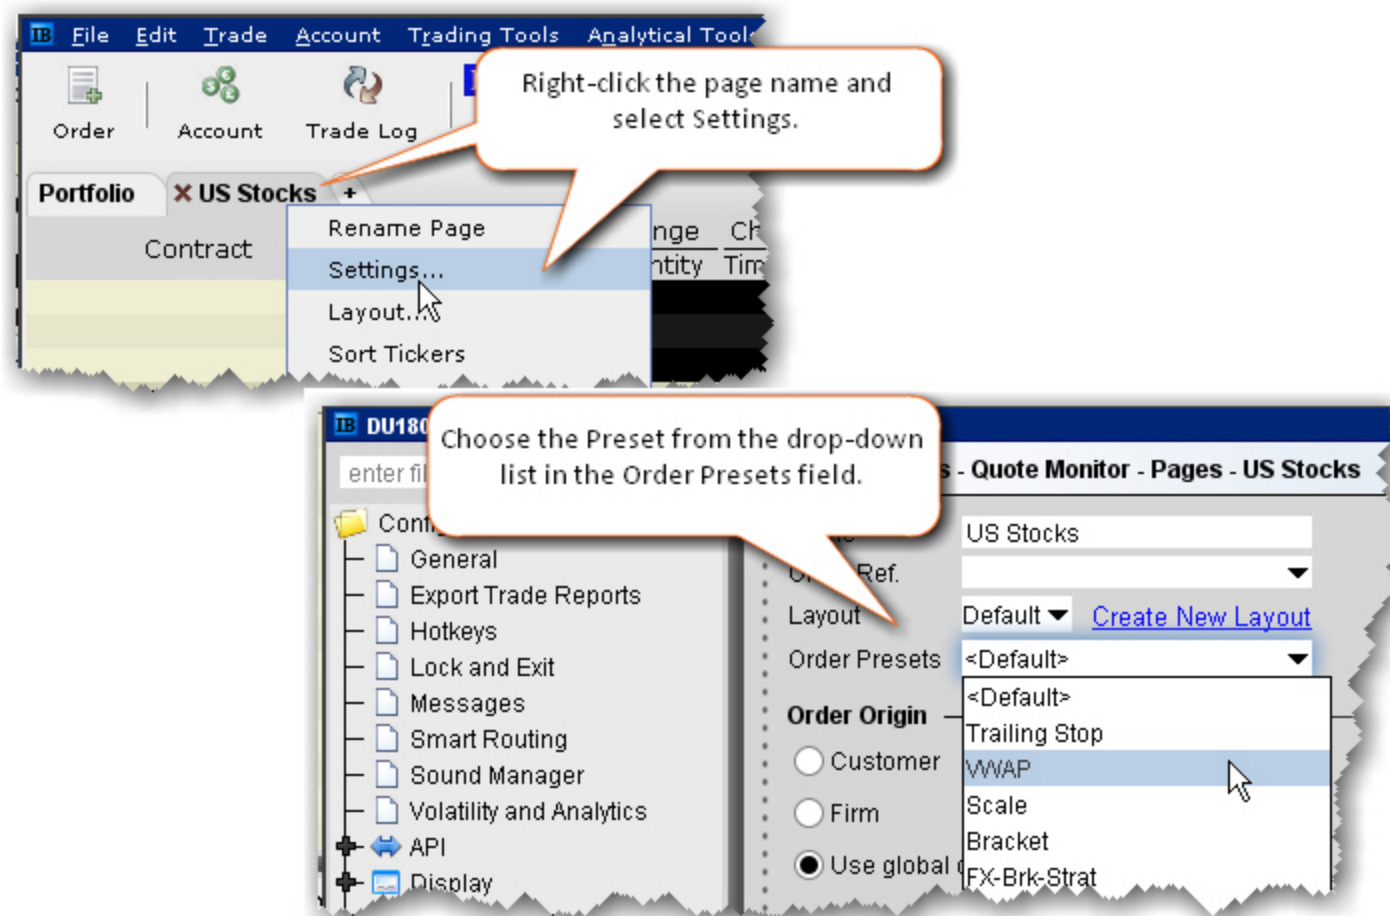 IB File Edit Trade Account Trading Tools Analytical Tools
Right-click the page name and
select Settings.
Order Account Trade Log
Portfolio US Stocks +
Contract
Rename Page
Settings...
Layout...
Sort Tickers
IB DU180
Choose the Preset from the drop-down
list in the Order Presets field.
- Quote Monitor - Pages - US Stocks
enter fil
General
Export Trade Reports
Hotkeys
Lock and Exit
Messages
Smart Routing
Sound Manager
Volatility and Analytics
API
Display
US Stocks
Ref.
Layout Default Create New Layout
Order Presets <Default>
<Default>
Trailing Stop
VWAP
Scale
Bracket
FX-Brk-Strat
Order Origin
Customer
Firm
Use global